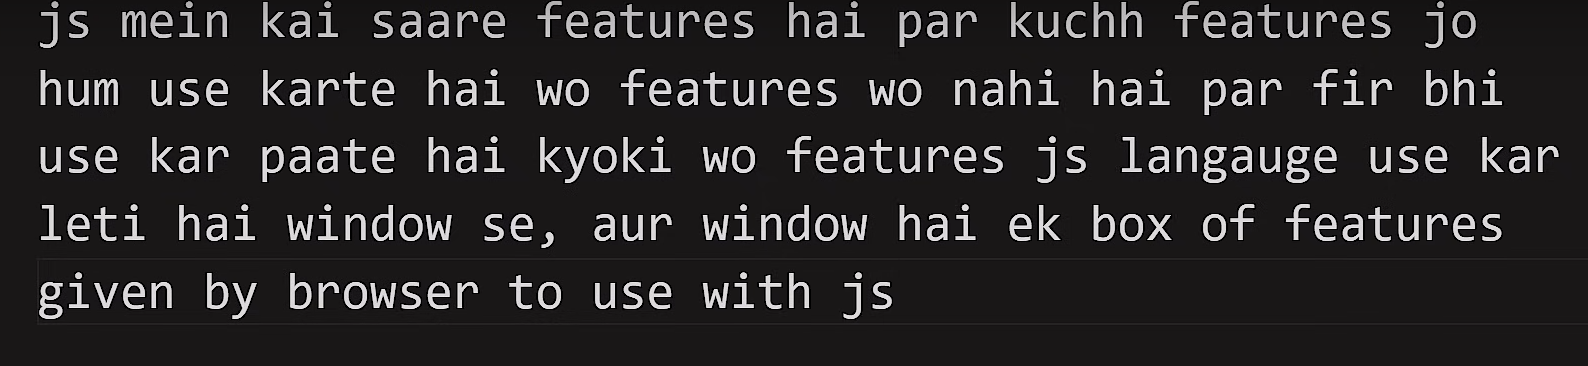 js mein kai saare features hai par kuchh features jo
hum use karte hai wo features wo nahi hai par fir bhi
use kar paate hai kyoki wo features js langauge use kar
leti hai window se, aur window hai ek box of features
given by browser to use with js